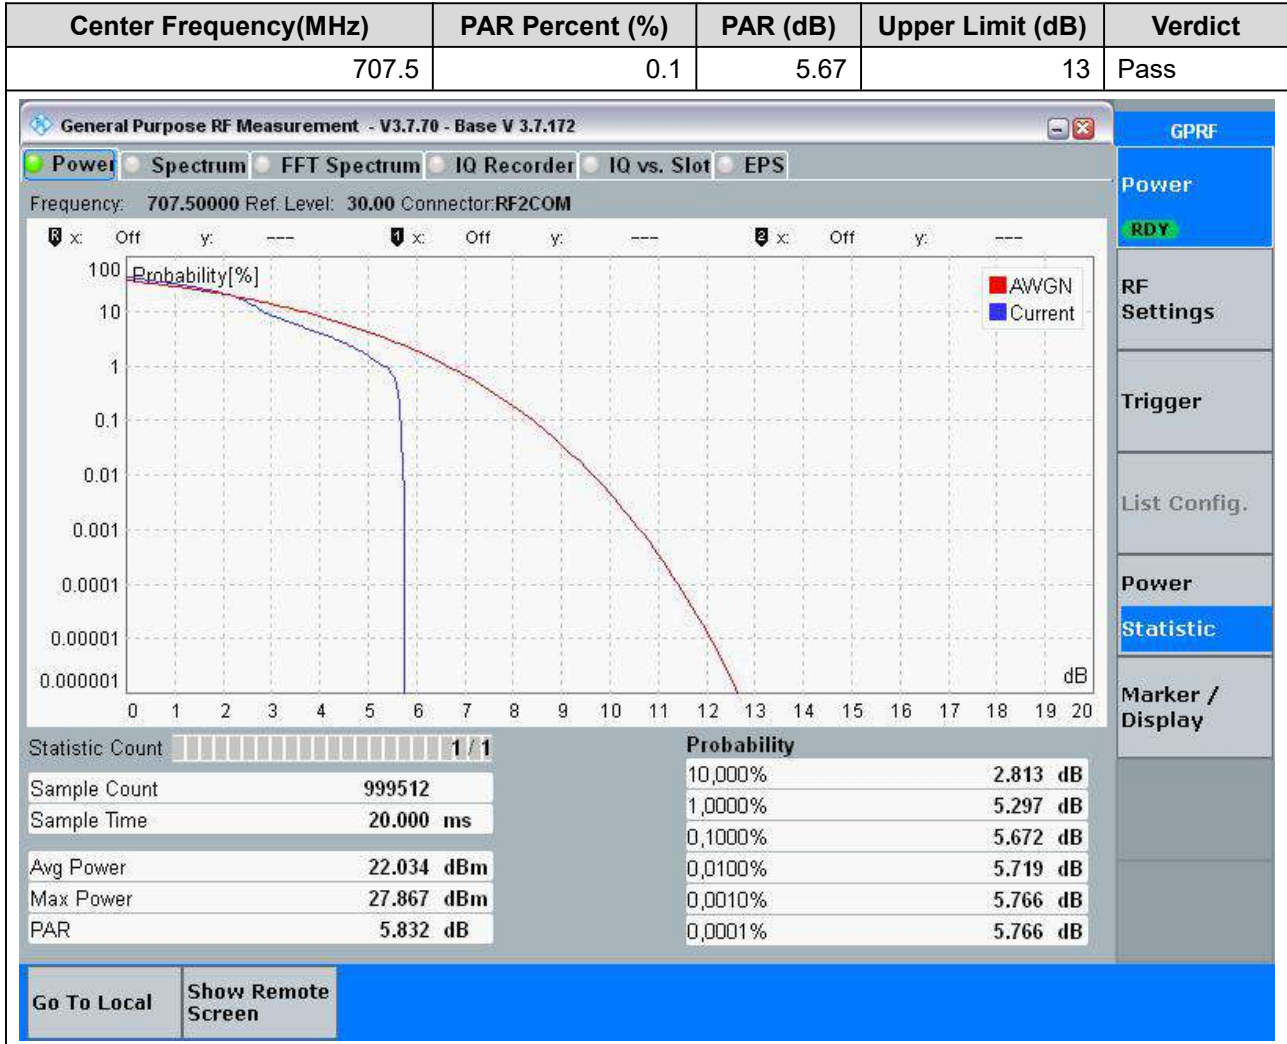 Center Frequency(MHz) PAR Percent (%) PAR (dB) Upper Limit (dB) Verdict
707.5 0.1 5.67 13 Pass
General Purpose RF Measurement - V3.7.70 - Base V 3.7.172
GPRF
Power Spectrum FFT Spectrum IQ Recorder IQ vs. Slot EPS
Power
RDY
Frequency: 707.50000 Ref. Level: 30.00 Connector:RF2COM
R x: Off y: --- 1 x: Off y: --- 2 x: Off y: ---
Probability[%]
AWGN
Current
100
10
1
0.1
0.01
0.001
0.0001
0.00001
0.000001
dB
0 1 2 3 4 5 6 7 8 9 10 11 12 13 14 15 16 17 18 19 20
RF
Settings
Trigger
List Config.
Power
Statistic
Marker /
Display
Statistic Count 1 / 1
Sample Count 999512
Sample Time 20.000 ms
Avg Power 22.034 dBm
Max Power 27.867 dBm
PAR 5.832 dB
Probability
10,000% 2.813 dB
1,0000% 5.297 dB
0,1000% 5.672 dB
0,0100% 5.719 dB
0,0010% 5.766 dB
0,0001% 5.766 dB
Go To Local
Show Remote
Screen